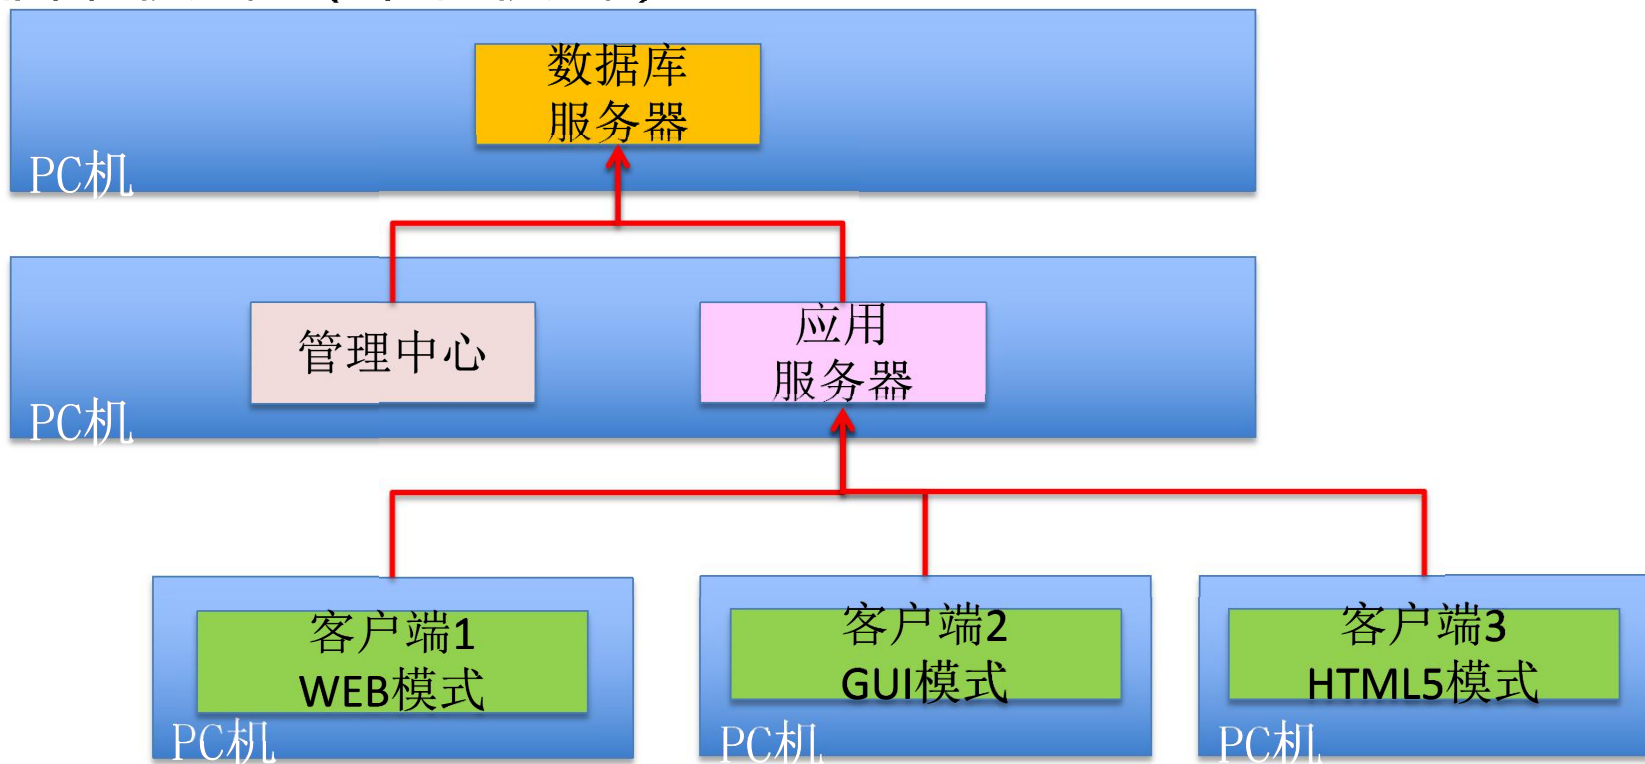 数据库
服务器
PC机
管理中心
应用
服务器
PC机
客户端1
WEB模式
PC机
客户端2
GUI模式
PC机
客户端3
HTML5模式
PC机